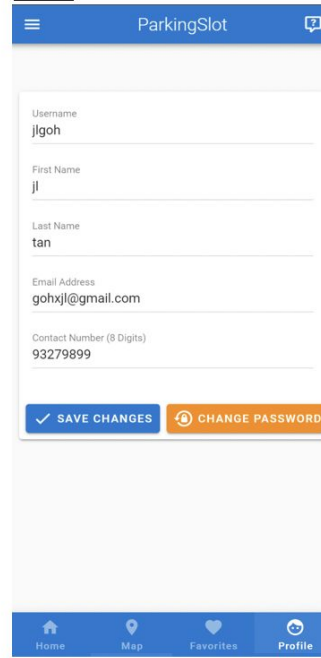 ParkingSlot
Username
jlgoh
First Name
jl
Last Name
tan
Email Address
gohxjl@gmail.com
Contact Number (8 Digits)
93279899
SAVE CHANGES
CHANGE PASSWORD
Home
Map
Favorites
Profile